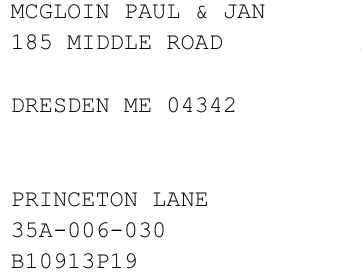 MCGLOIN PAUL & JAN
185 MIDDLE ROAD
DRESDEN ME 04342
PRINCETON LANE
35A-006-030
B10913P19